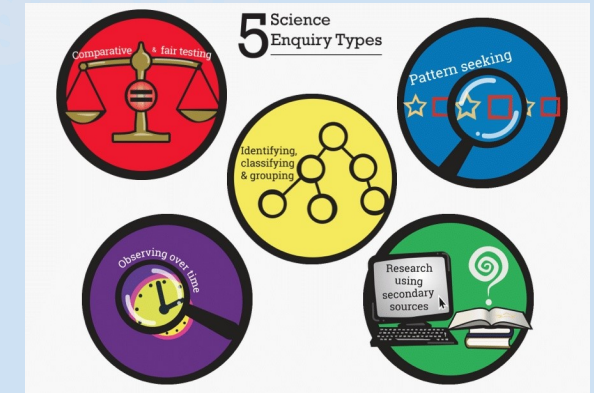 5 Science
Enquiry Types
Comparative & fair testing
Pattern seeking
Identifying,
classifying
& grouping
Observing over time
Research
using
secondary
sources